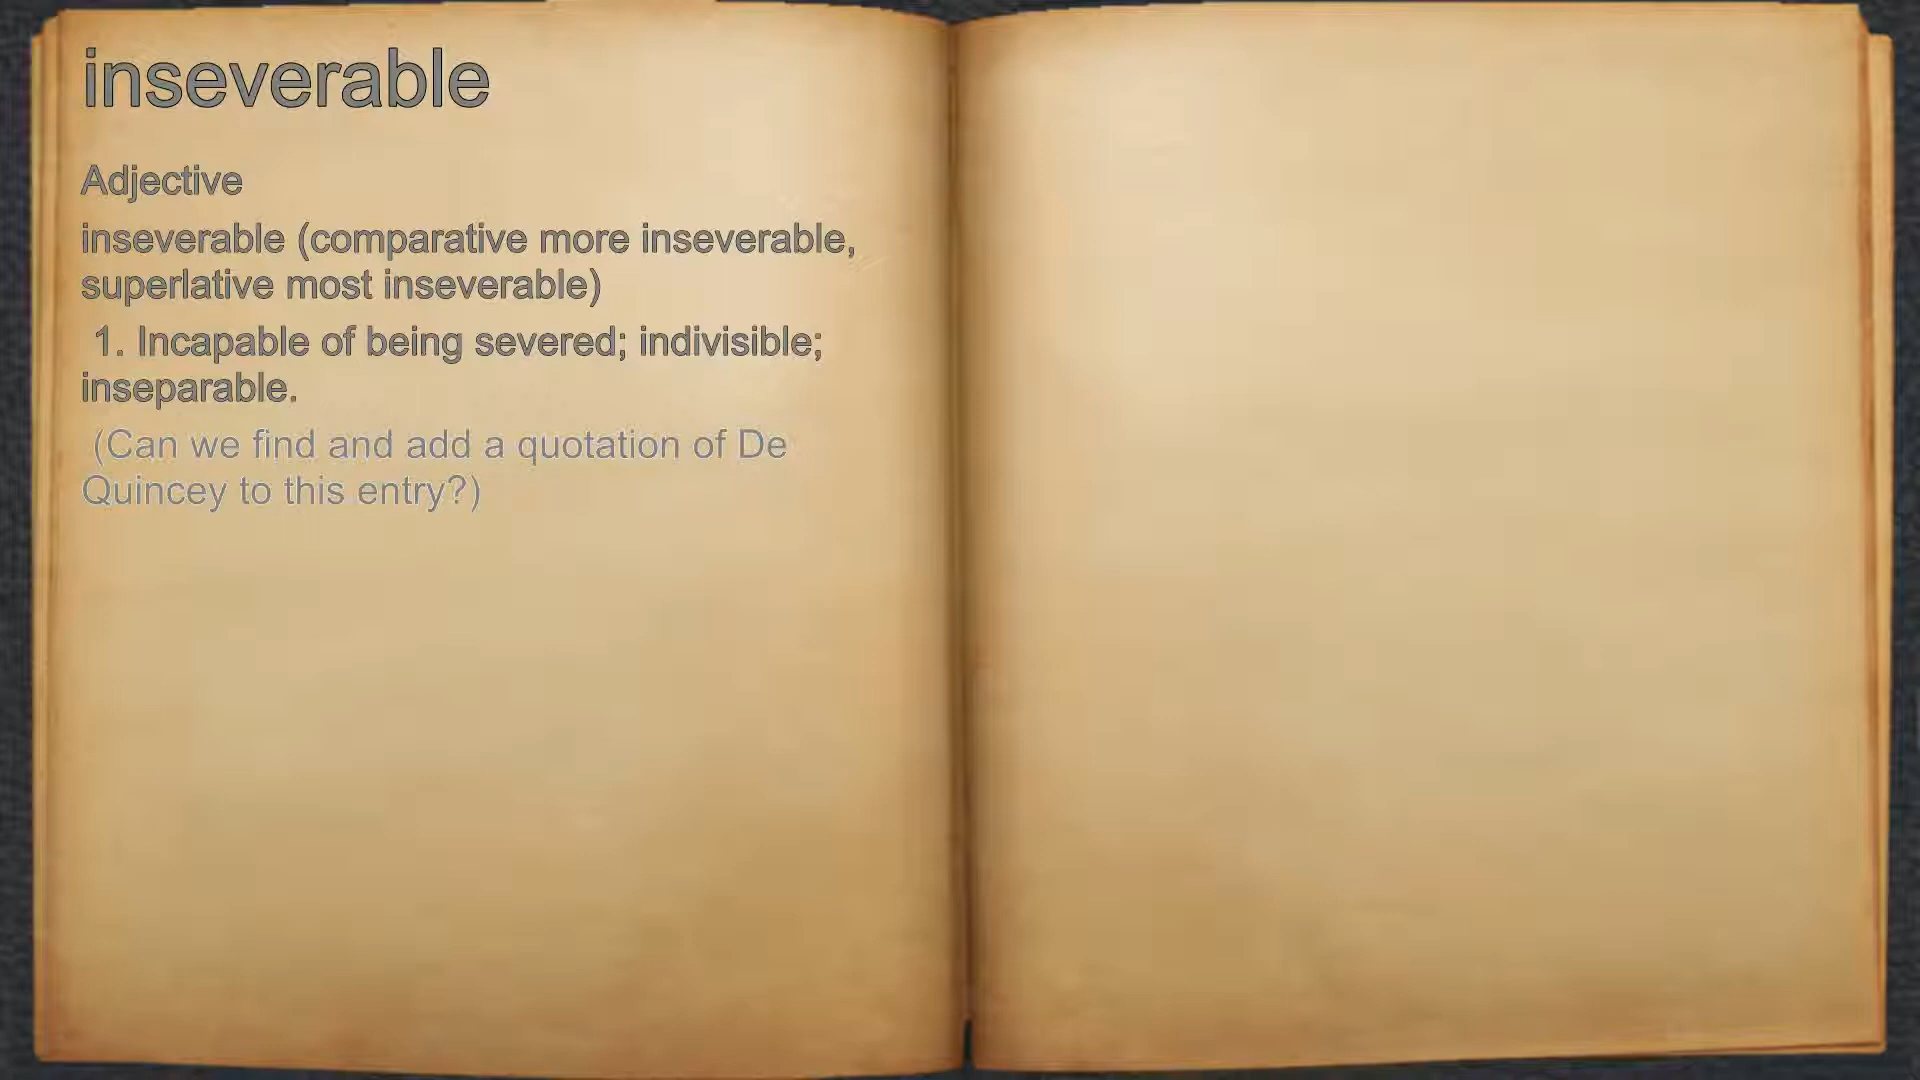 inseverable
Adjective
inseverable (comparative more inseverable,
superlative most inseverable)
1. Incapable of being severed; indivisible;
inseparable.
(Can we find and add a quotation of De
Quincey to this entry?)